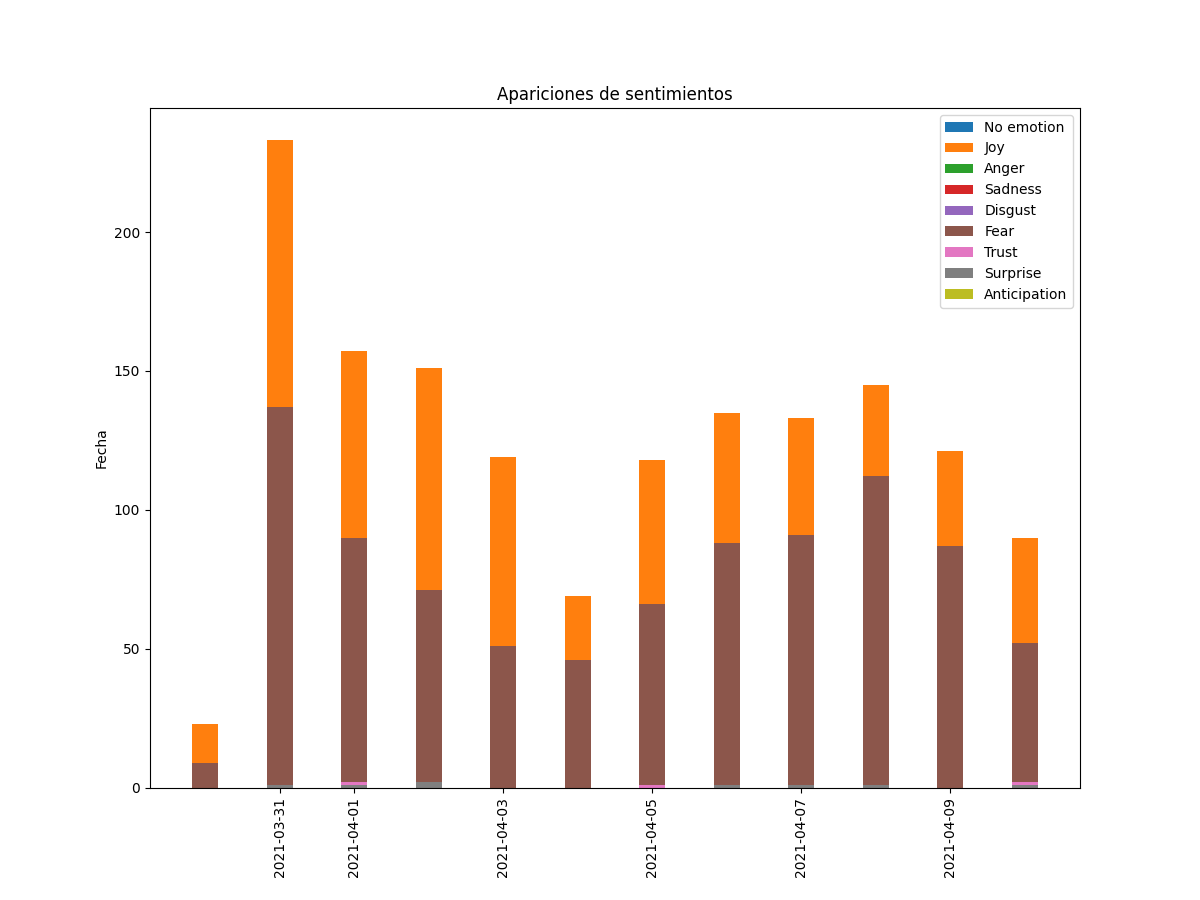 Apariciones de sentimientos
No emotion
Joy
Anger
Sadness
Disgust
Fear
Trust
Surprise
Anticipation
200
150
100
50
0
Fecha
2021-03-31
2021-04-01
2021-04-03
2021-04-05
2021-04-07
2021-04-09